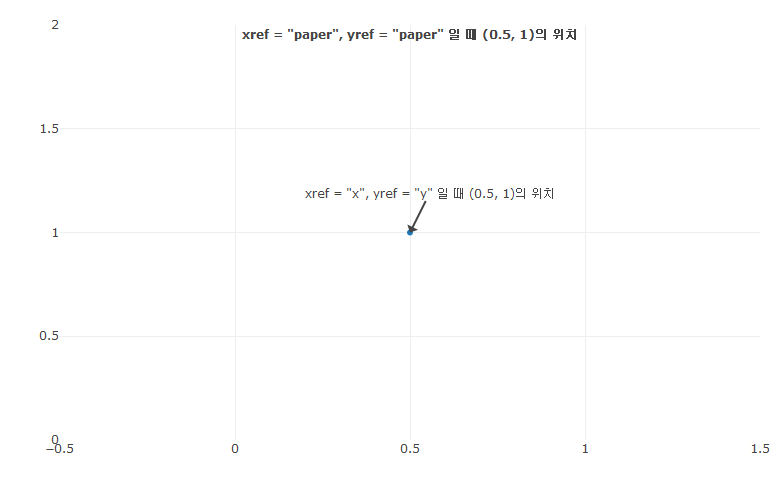 2
xref = "paper", yref = "paper" 일 때 (0.5, 1)의 위치
1.5
xref = "x", yref = "y" 일 때 (0.5, 1)의 위치
1
0.5
0
−0.5 0 0.5 1 1.5